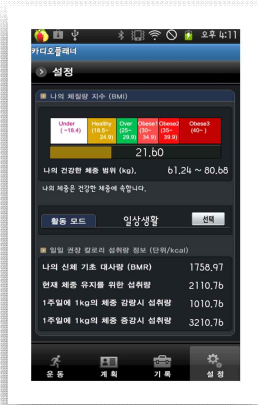 오후 4:11
카디오플래너
설정
나의 체질량 지수 (BMI)
Under Healthy Over Obese1 Obese2 Obese3
(~18.4) (18.5~ (25~ (30~ (35~ (40~ )
24.9) 29.9) 34.9) 39.9)
21.60
나의 건강한 체중 범위 (kg). 61.24 ~ 80.68
나의 체중은 건강한 체중에 속합니다.
활동 모드 일상생활 선택
일일 권장 칼로리 섭취량 정보 (단위/kcal)
나의 신체 기초 대사량 (BMR) 1758.97
현재 체중 유지를 위한 섭취량 2110.76
1주일에 1kg의 체중 감량시 섭취량 1010.76
1주일에 1kg의 체중 증강시 섭취량 3210.76
운동 계획 기록 설정